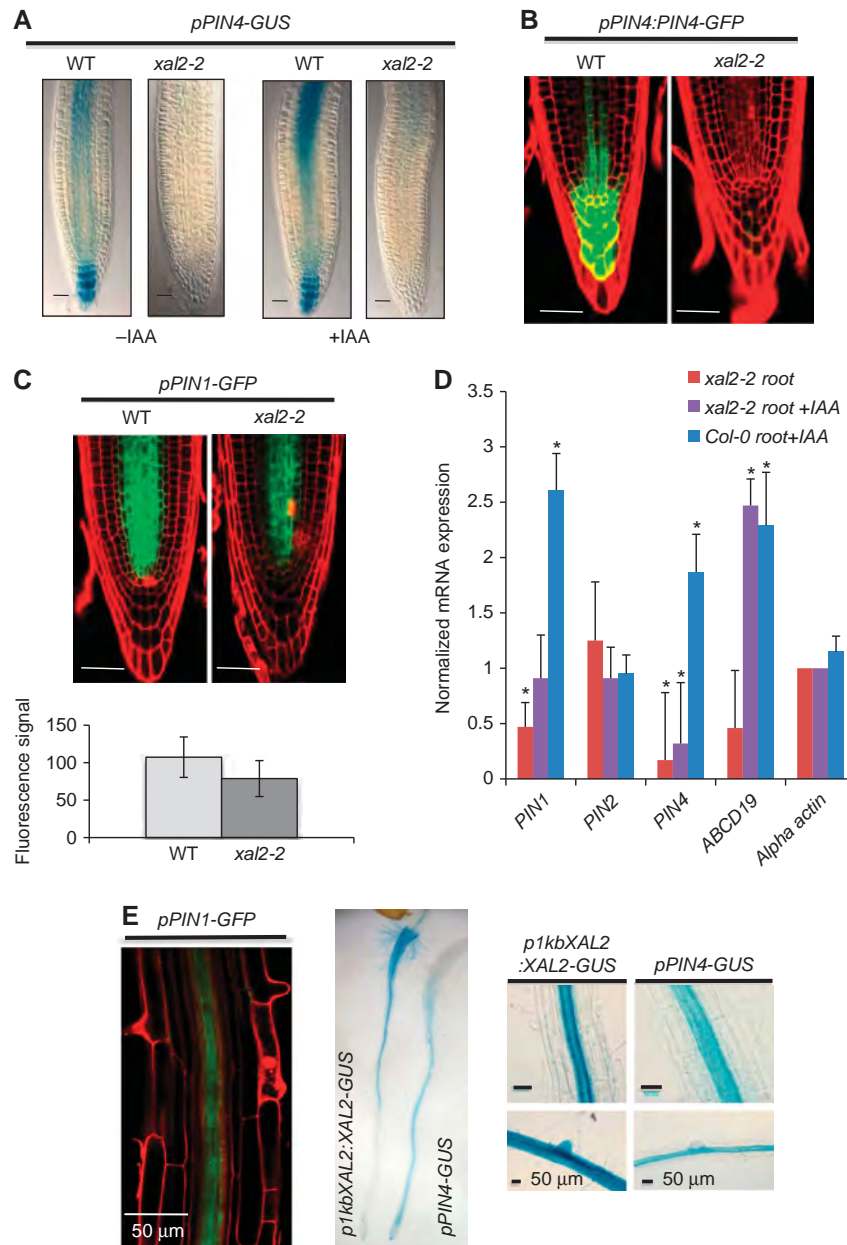 A
pPIN4-GUS
WT
xal2-2
WT
xal2-2
–IAA
+IAA
B
pPIN4:PIN4-GFP
WT
xal2-2
C
pPIN1-GFP
WT
xal2-2
Fluorescence signal
150
100
50
0
WT
xal2-2
D
Normalized mRNA expression
3.5
3
2.5
2
1.5
1
0.5
0
xal2-2 root
xal2-2 root +IAA
Col-0 root+IAA
*
*
*
*
*
*
*
PIN1
PIN2
PIN4
ABCD19
Alpha actin
E
pPIN1-GFP
50 µm
p1kbXAL2:XAL2-GUS
pPIN4-GUS
p1kbXAL2
:XAL2-GUS
pPIN4-GUS
50 µm
50 µm